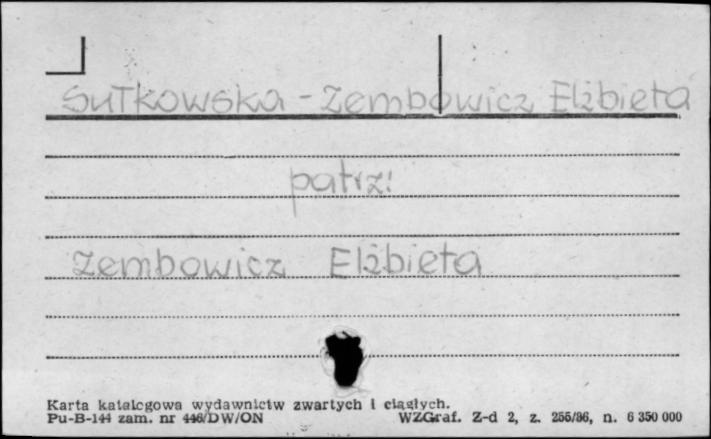 Sutkowska - Zembowicz Elżbieta
patrz:
Zembowicz Elżbieta
Karta katalogowa wydawnictw zwartych i ciągłych.
Pu-B-144 zam. nr 446/DW/ON WZGraf. Z-d 2, z. 255/86, n. 6 350 000